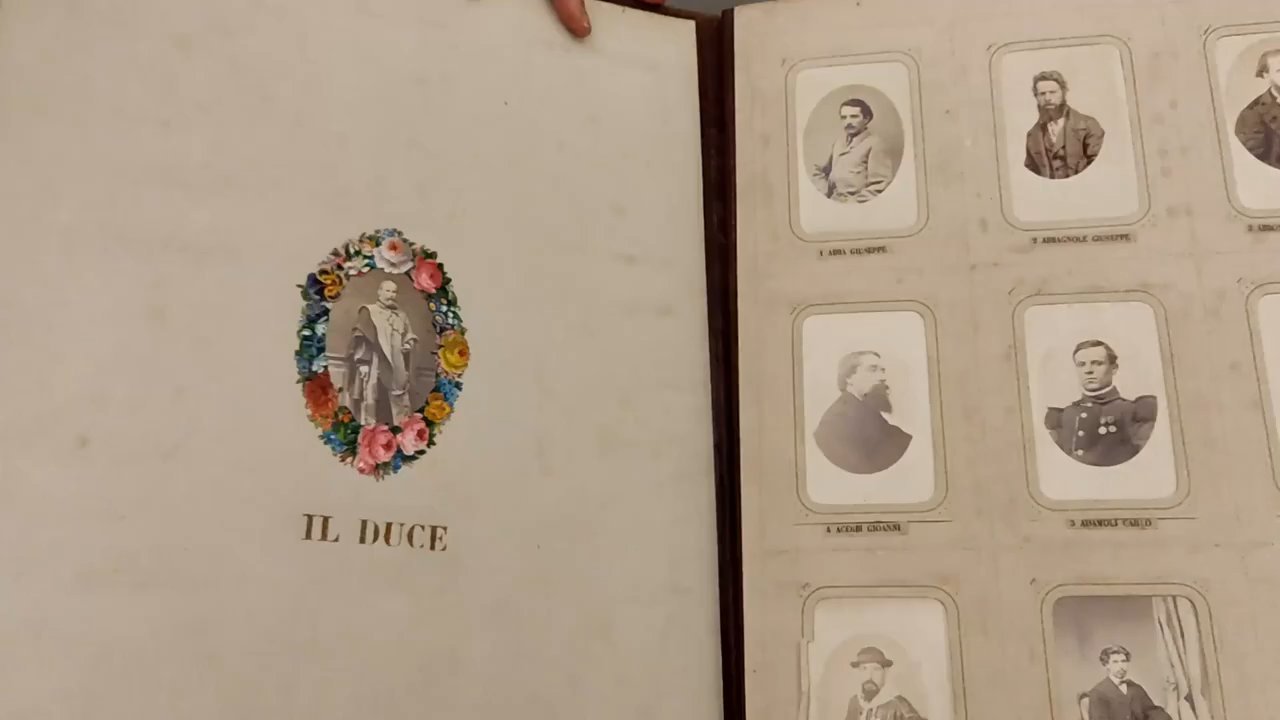 IL DUCE
1 ABBA GIUSEPPE
2 ABBAGNOLE GIUSEPPE
4 ACERBI GIOANNI
5 ADAMOLI CARLO